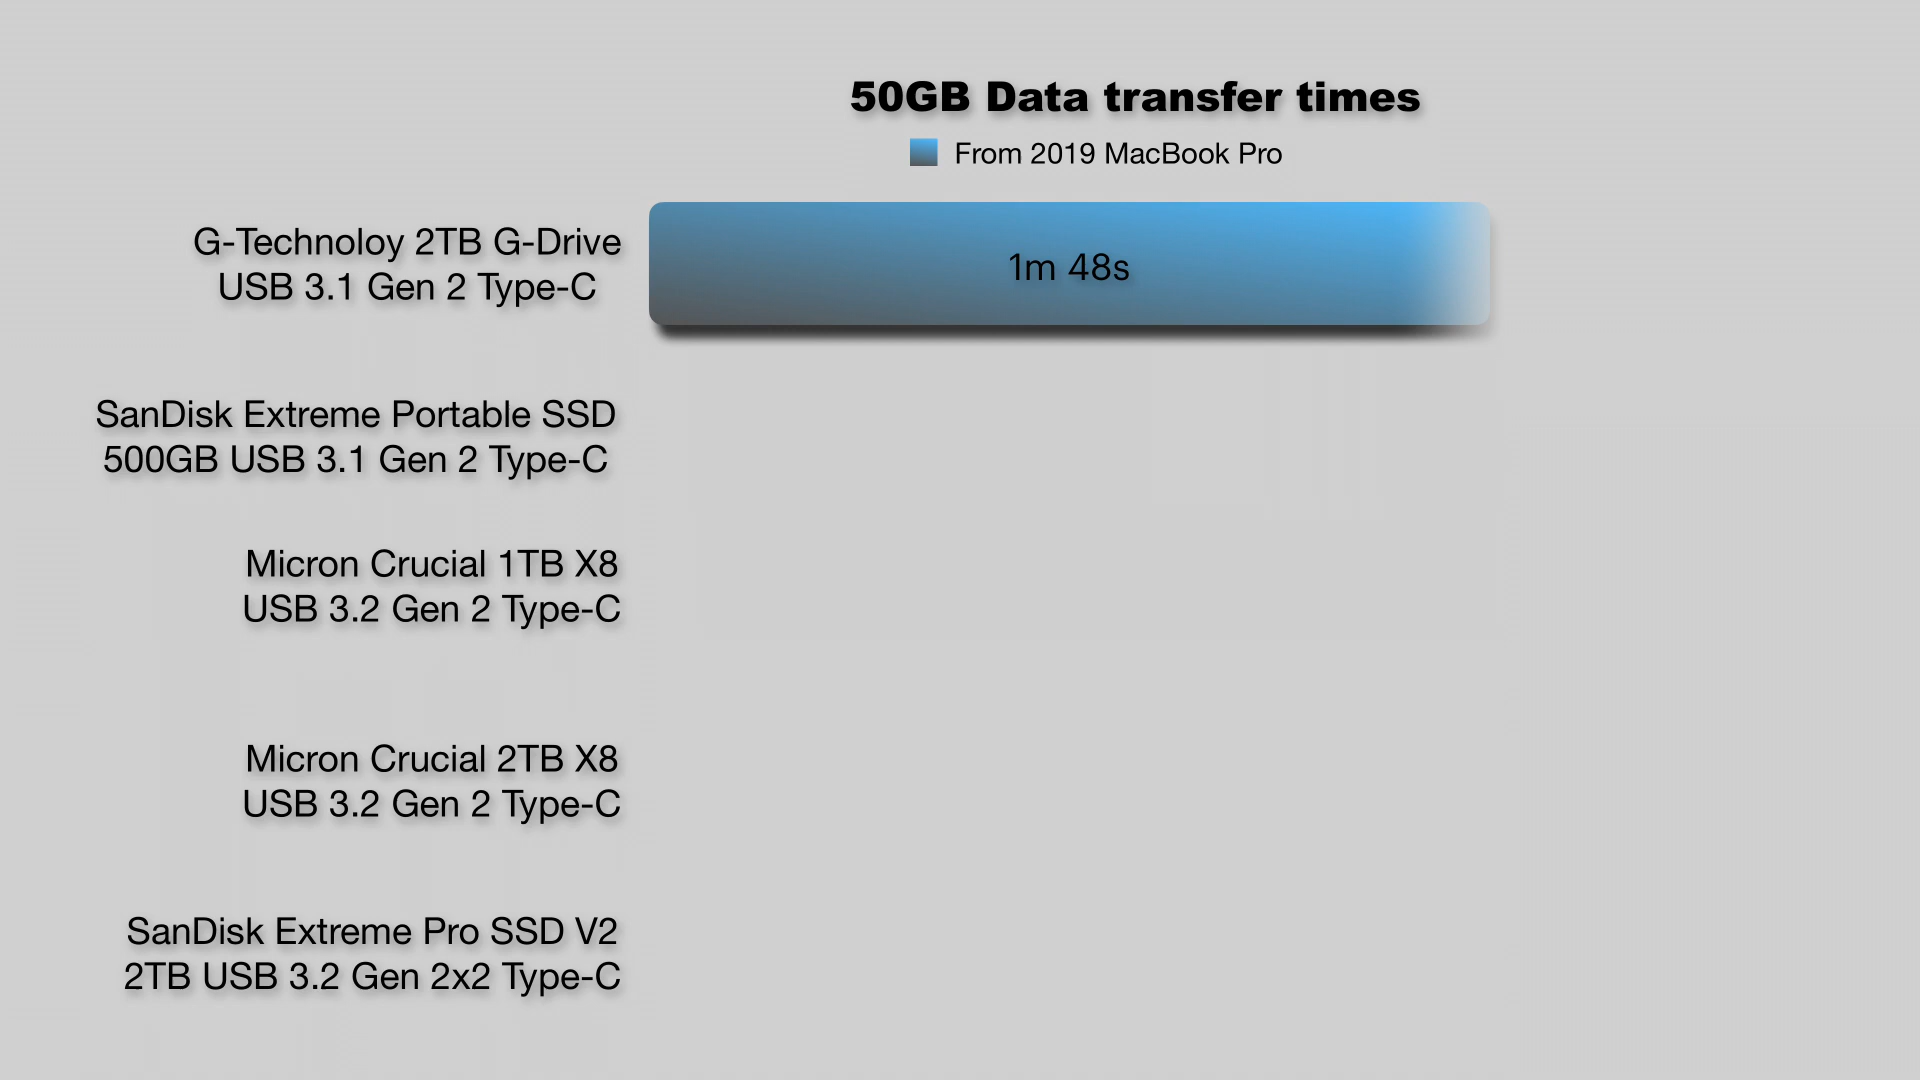 50GB Data transfer times
From 2019 MacBook Pro
G-Technoloy 2TB G-Drive
USB 3.1 Gen 2 Type-C
1m 48s
SanDisk Extreme Portable SSD
500GB USB 3.1 Gen 2 Type-C
Micron Crucial 1TB X8
USB 3.2 Gen 2 Type-C
Micron Crucial 2TB X8
USB 3.2 Gen 2 Type-C
SanDisk Extreme Pro SSD V2
2TB USB 3.2 Gen 2x2 Type-C